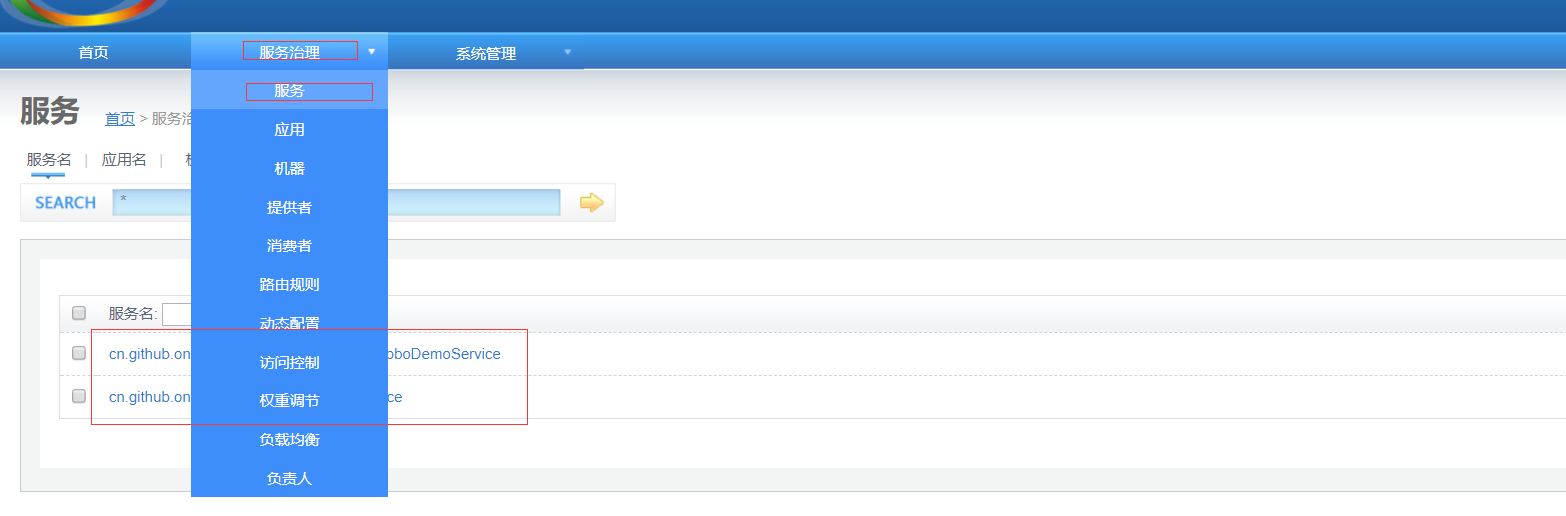 首页 服务治理 系统管理
服务 首页 > 服务治 服务
应用
服务名 | 应用名 |
机器
SEARCH *
提供者
消费者
路由规则
服务名:
动态配置
cn.github.on boDemoService
访问控制
cn.github.on ce
权重调节
负载均衡
负责人